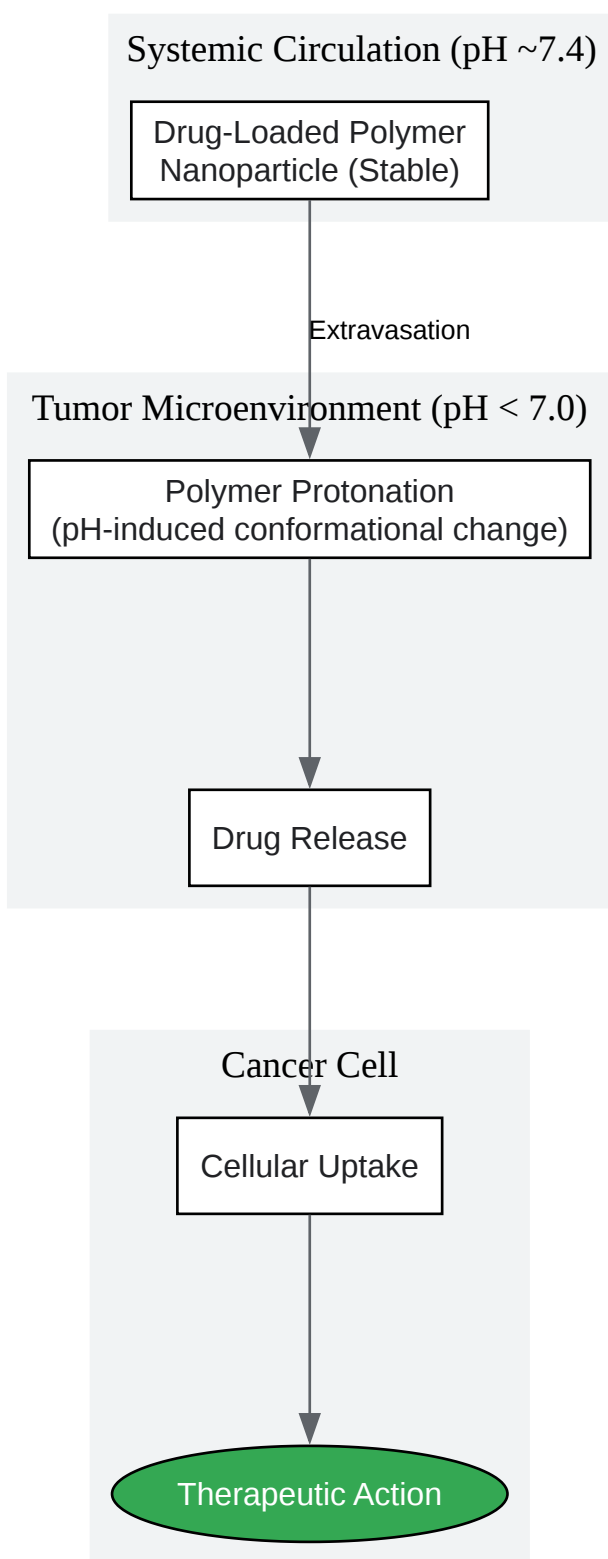 Systemic Circulation (pH ~7.4)
Drug-Loaded Polymer
Nanoparticle (Stable)
Extravasation
Tumor Microenvironment (pH < 7.0)
Polymer Protonation
(pH-induced conformational change)
Drug Release
Cancer Cell
Cellular Uptake
Therapeutic Action